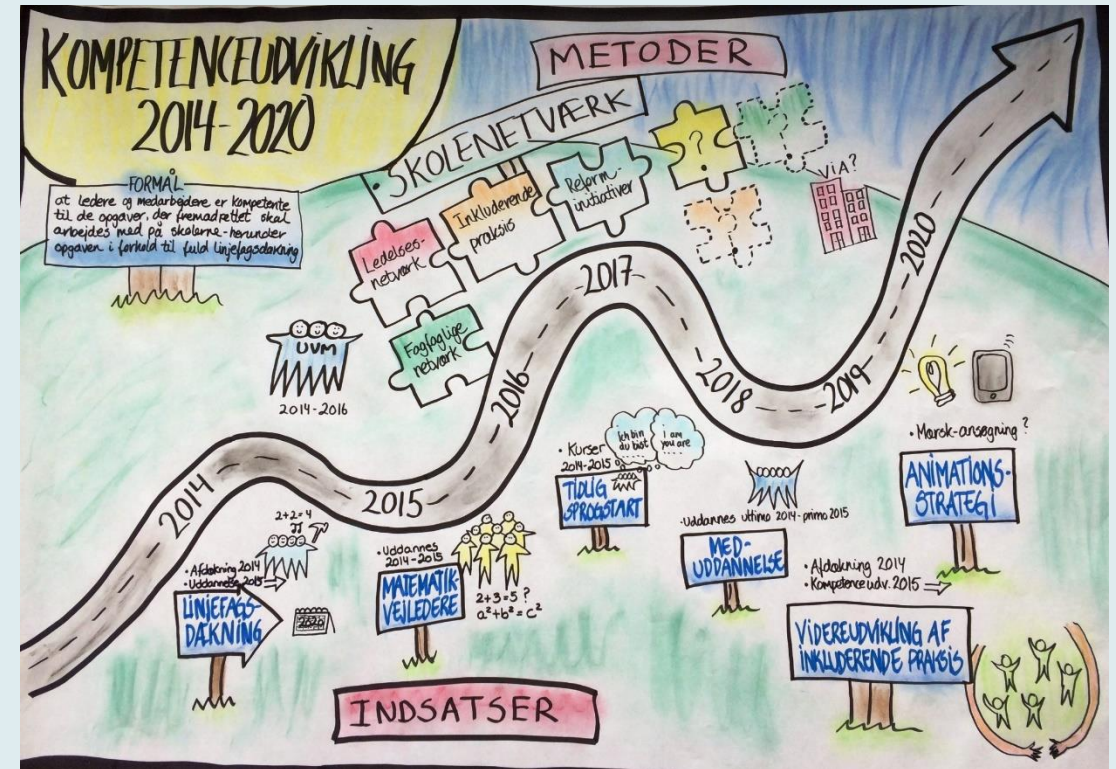 KOMPETENCEUDVIKLING
2014-2020
FORMÅL
at ledere og medarbejdere er kompetente
til de opgaver, der fremadrettet skal
arbejdes med på skolerne-herunder
opgaven i forhold til fuld linjefagsdækning
METODER
• SKOLENETVÆRK
Ledelses-
netværk
Inkluderende
praksis
Reform-
initiativer
?
Fagfaglige
netværk
VIA?
UVM
2014-2016
2014
2015
2016
2017
2018
2019
2020
2+2=4
• Afdækning 2014
• Uddannelse 2015 ⇒
LINJEFAGS-
DÆKNING
2020
• Uddannes
2014-2015
MATEMATIK-
VEJLEDERE
2+3=5 ?
a²+b²=c²
• Kurser
2014-2015
Ich bin
du bist
I am
you are
TIDLIG
SPROGSTART
• Uddannes ultimo 2014-primo 2015
MED-
UDDANNELSE
• Mærsk-ansøgning ?
ANIMATIONS-
STRATEGI
• Afdækning 2014
• Kompetenceudv. 2015 ⇒
VIDEREUDVIKLING AF
INKLUDERENDE PRAKSIS
INDSATSER